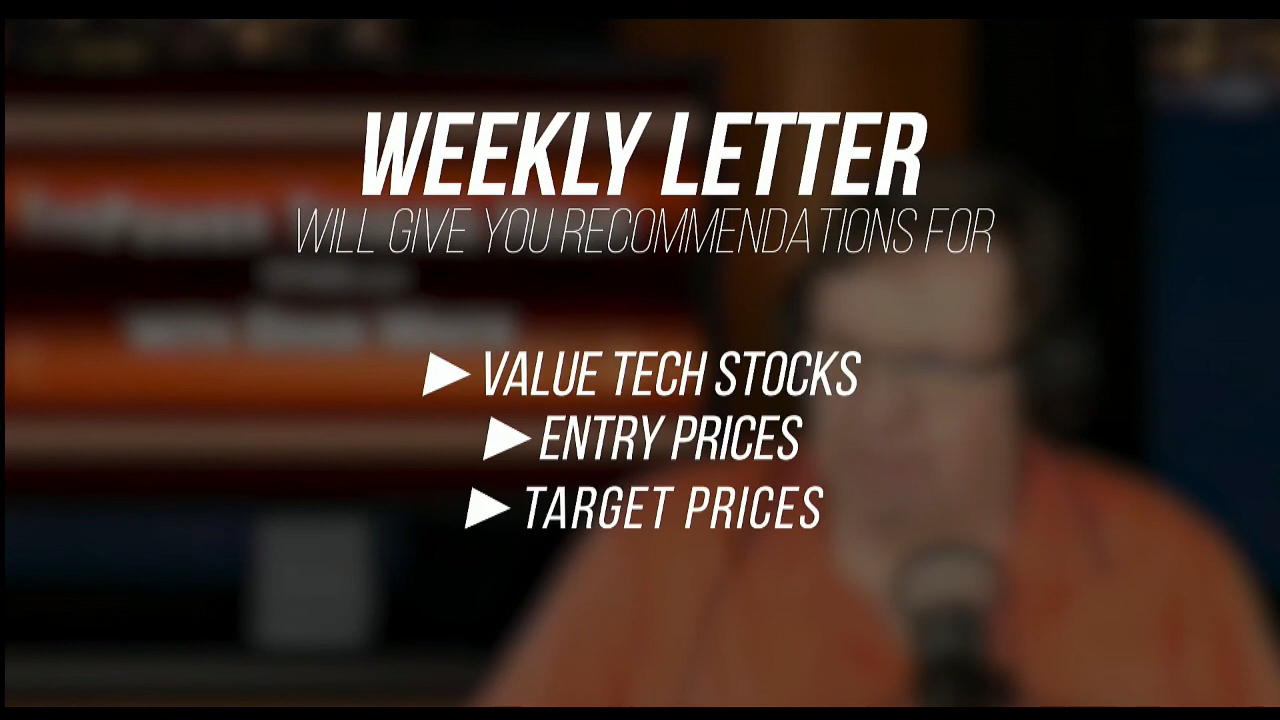 WEEKLY LETTER
WILL GIVE YOU RECOMMENDATIONS FOR
▶ VALUE TECH STOCKS
▶ ENTRY PRICES
▶ TARGET PRICES